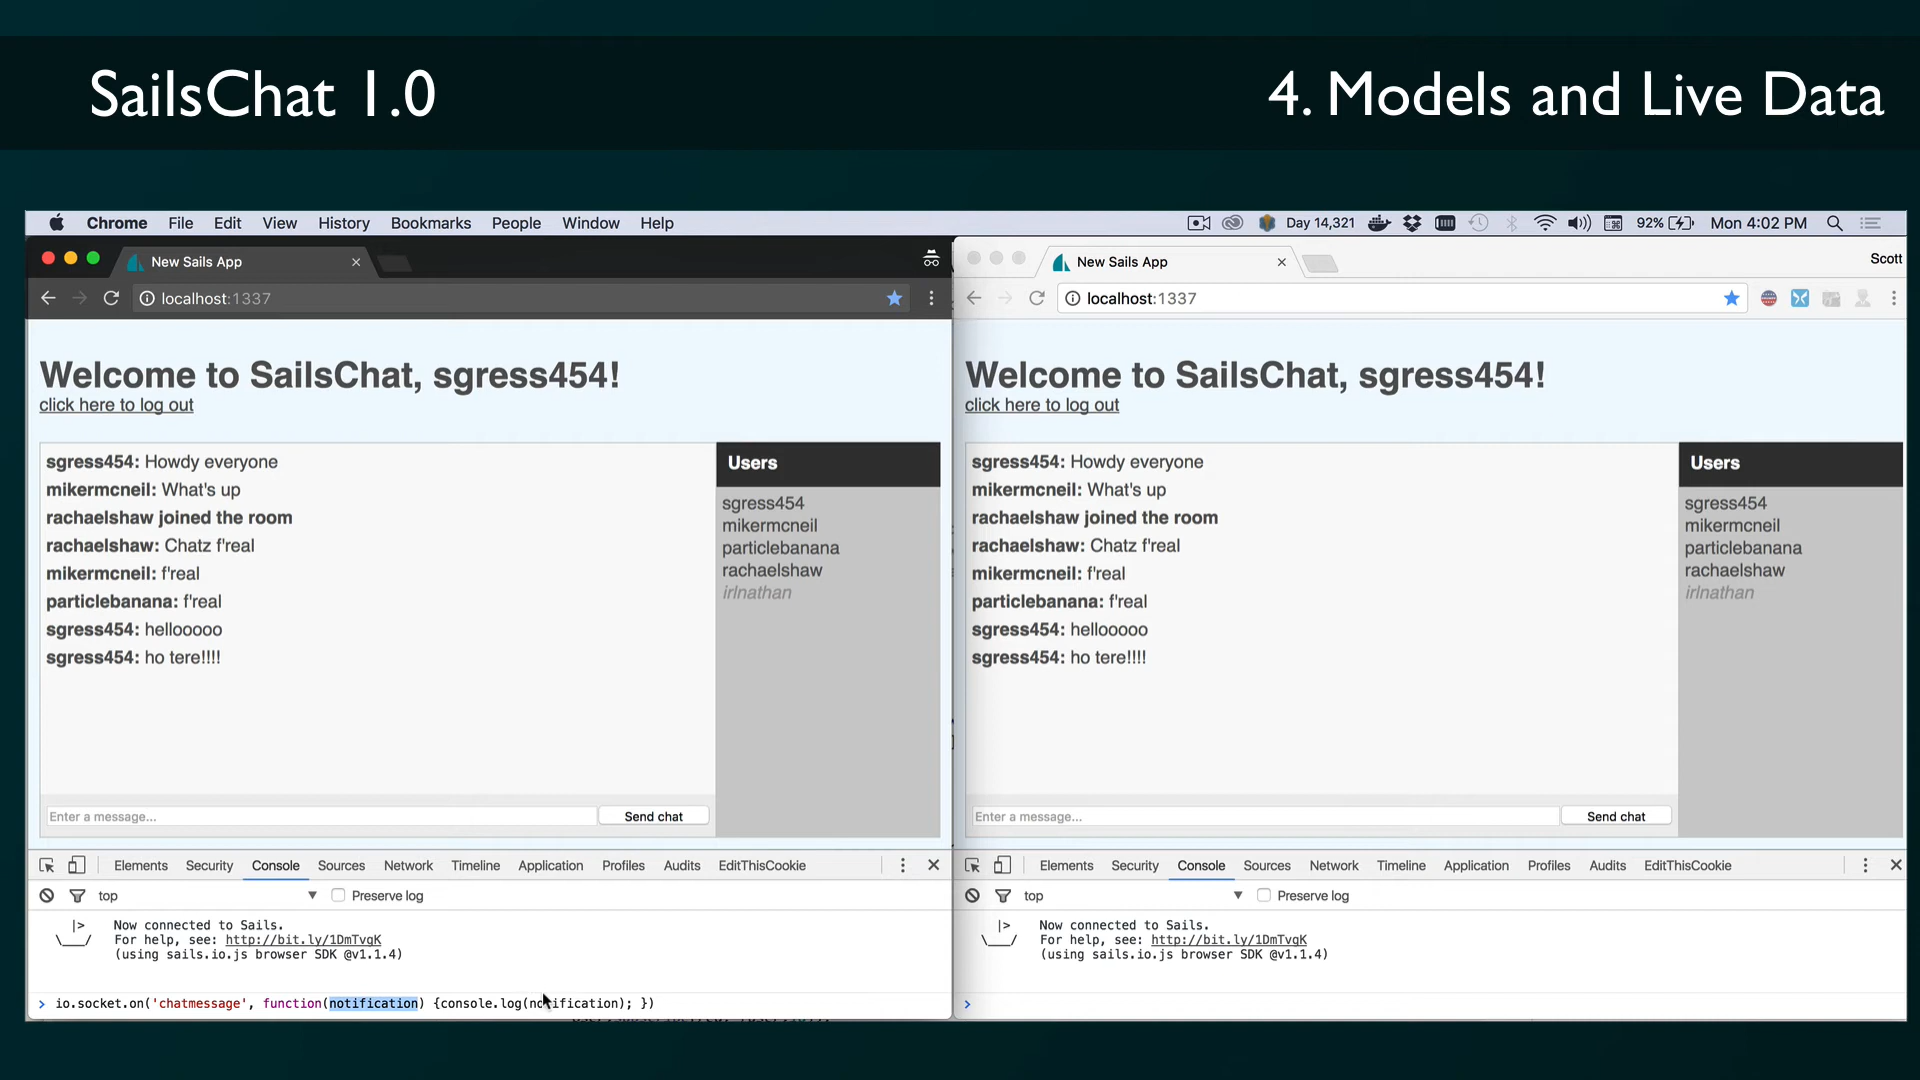 SailsChat 1.0
4. Models and Live Data
Chrome File Edit View History Bookmarks People Window Help
Day 14,321 92% Mon 4:02 PM
New Sails App
localhost:1337
Welcome to SailsChat, sgress454!
click here to log out
sgress454: Howdy everyone
mikermcneil: What's up
rachaelshaw joined the room
rachaelshaw: Chatz f'real
mikermcneil: f'real
particlebanana: f'real
sgress454: hellooooo
sgress454: ho tere!!!!
Users
sgress454
mikermcneil
particlebanana
rachaelshaw
irlnathan
Enter a message...
Send chat
Elements Security Console Sources Network Timeline Application Profiles Audits EditThisCookie
top Preserve log
|> Now connected to Sails.
\___/ For help, see: http://bit.ly/1DmTvgK
(using sails.io.js browser SDK @v1.1.4)
> io.socket.on('chatmessage', function(notification) {console.log(notification); })
New Sails App
Scott
localhost:1337
Welcome to SailsChat, sgress454!
click here to log out
sgress454: Howdy everyone
mikermcneil: What's up
rachaelshaw joined the room
rachaelshaw: Chatz f'real
mikermcneil: f'real
particlebanana: f'real
sgress454: hellooooo
sgress454: ho tere!!!!
Users
sgress454
mikermcneil
particlebanana
rachaelshaw
irlnathan
Enter a message...
Send chat
Elements Security Console Sources Network Timeline Application Profiles Audits EditThisCookie
top Preserve log
|> Now connected to Sails.
\___/ For help, see: http://bit.ly/1DmTvgK
(using sails.io.js browser SDK @v1.1.4)
>